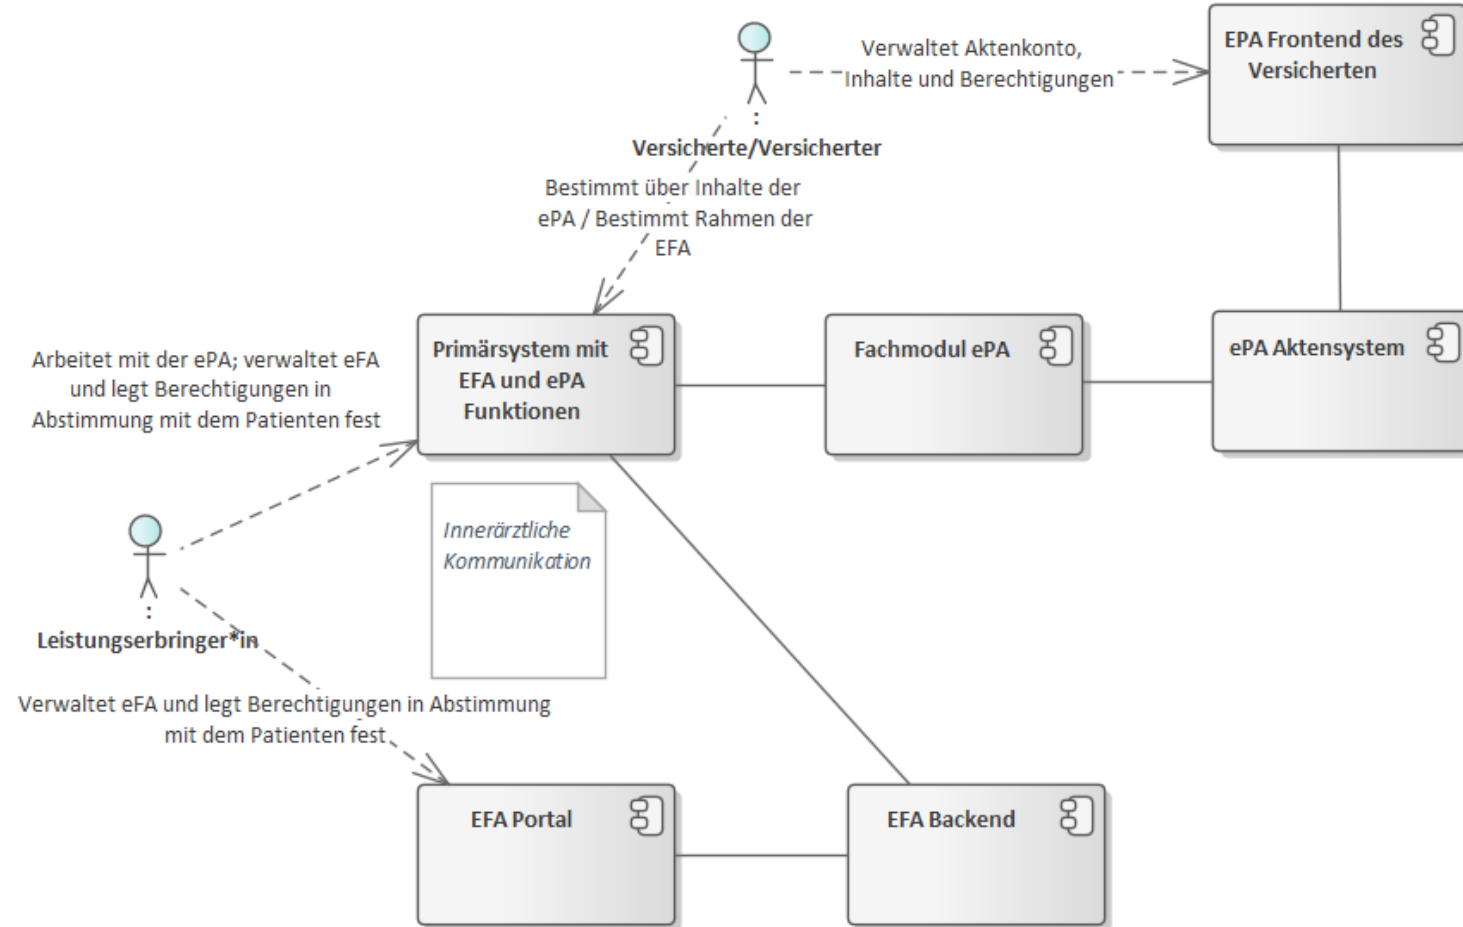 EPA Frontend des
Versicherten
Verwaltet Aktenkonto,
Inhalte und Berechtigungen
:
Versicherte/Versicherter
Bestimmt über Inhalte der
ePA / Bestimmt Rahmen der
EFA
Primärsystem mit
EFA und ePA
Funktionen
Fachmodul ePA
ePA Aktensystem
Arbeitet mit der ePA; verwaltet eFA
und legt Berechtigungen in
Abstimmung mit dem Patienten fest
Innerärztliche
Kommunikation
:
Leistungserbringer*in
Verwaltet eFA und legt Berechtigungen in Abstimmung
mit dem Patienten fest
EFA Portal
EFA Backend